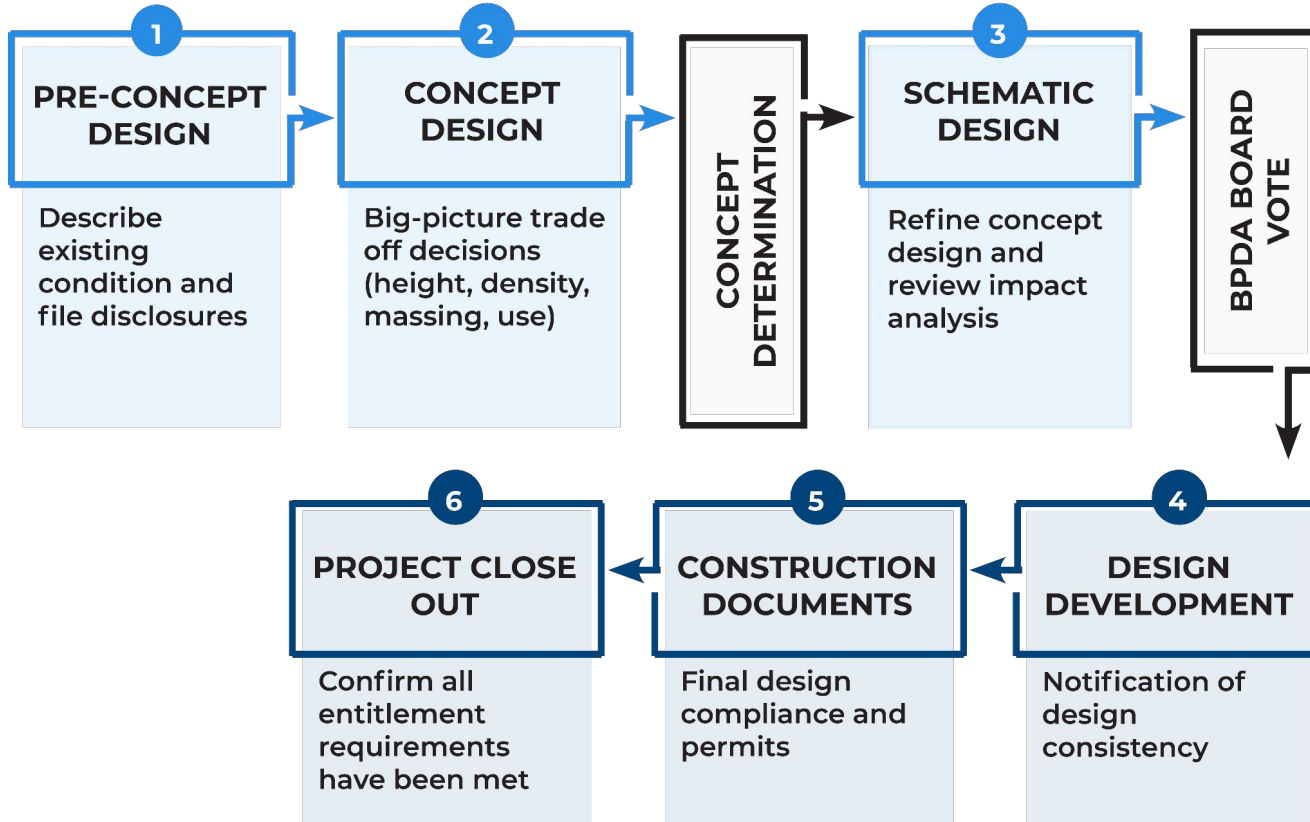 1
PRE-CONCEPT
DESIGN
Describe
existing
condition and
file disclosures
2
CONCEPT
DESIGN
Big-picture trade
off decisions
(height, density,
massing, use)
CONCEPT
DETERMINATION
3
SCHEMATIC
DESIGN
Refine concept
design and
review impact
analysis
BPDA BOARD
VOTE
4
DESIGN
DEVELOPMENT
Notification of
design
consistency
5
CONSTRUCTION
DOCUMENTS
Final design
compliance and
permits
6
PROJECT CLOSE
OUT
Confirm all
entitlement
requirements
have been met